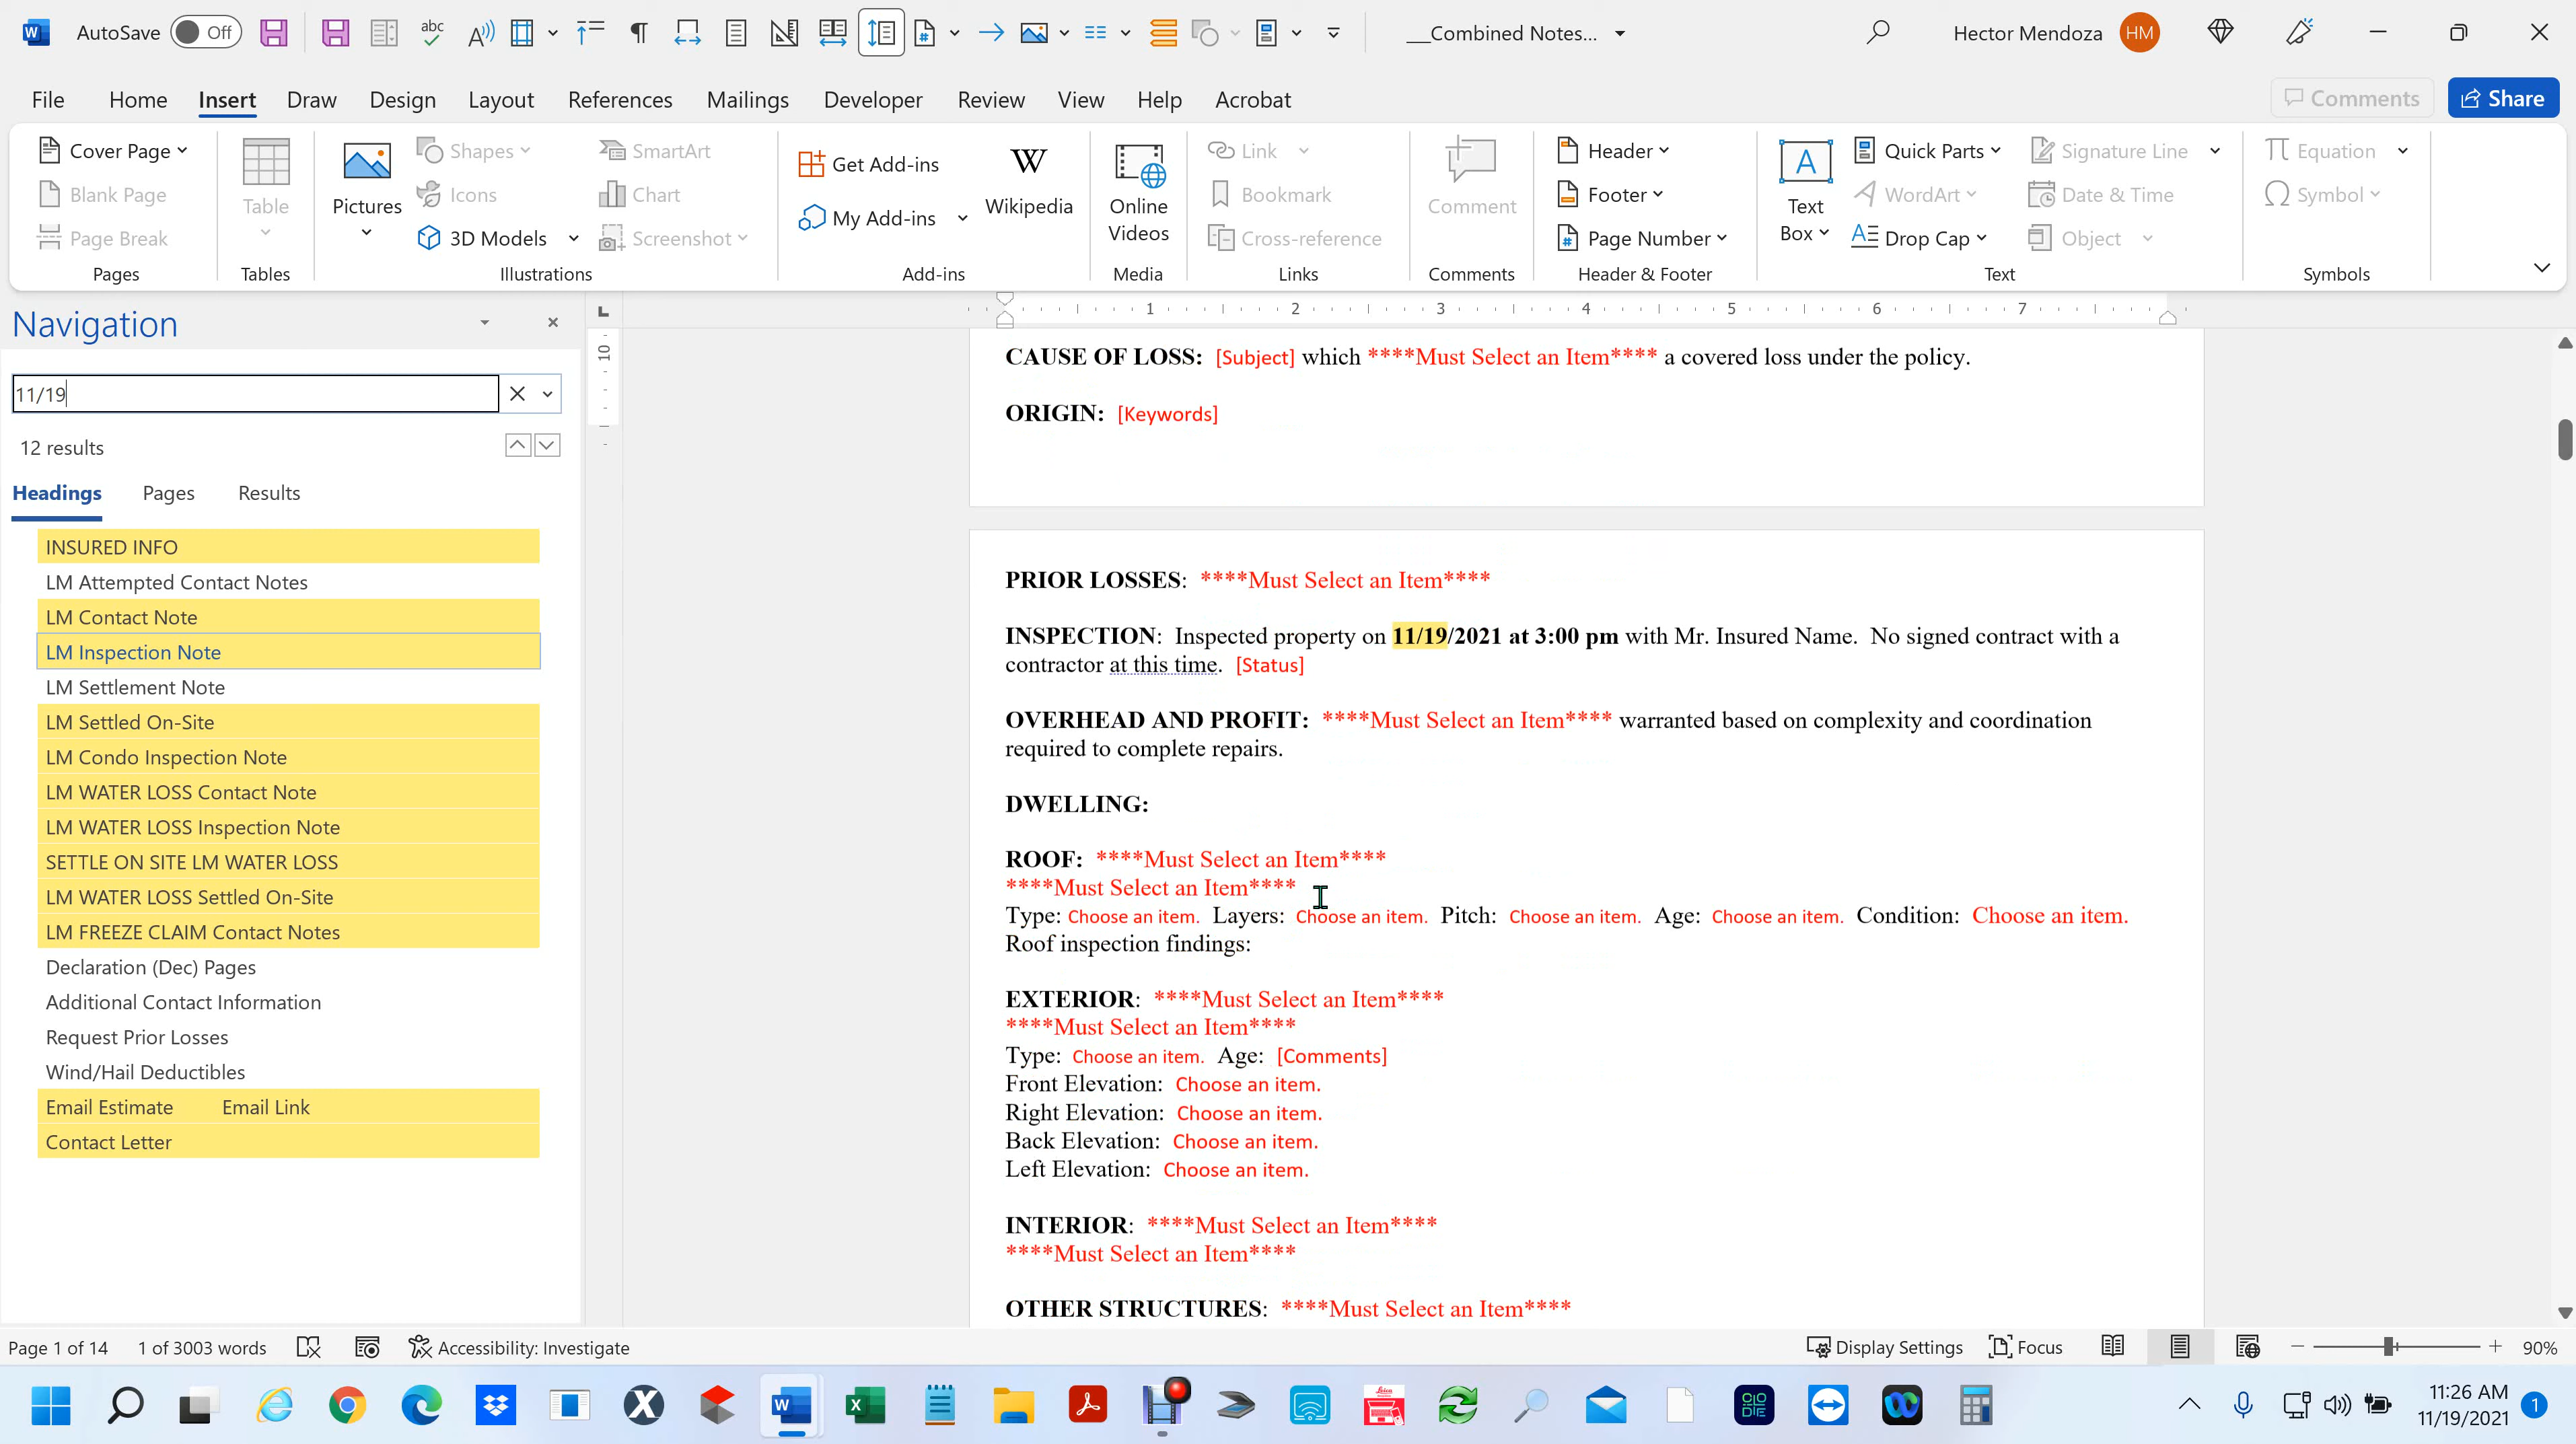 AutoSave Off
__Combined Notes...
Hector Mendoza HM
File Home Insert Draw Design Layout References Mailings Developer Review View Help Acrobat
Comments Share
Cover Page
Blank Page
Page Break
Pages
Table
Tables
Pictures
Shapes
Icons
3D Models
SmartArt
Chart
Screenshot
Illustrations
Get Add-ins
My Add-ins
W
Wikipedia
Add-ins
Online
Videos
Media
Link
Bookmark
Cross-reference
Links
Comment
Comments
Header
Footer
Page Number
Header & Footer
Text
Box
Quick Parts
WordArt
Drop Cap
Signature Line
Date & Time
Object
Text
Equation
Symbol
Symbols
Navigation
11/19
12 results
Headings Pages Results
INSURED INFO
LM Attempted Contact Notes
LM Contact Note
LM Inspection Note
LM Settlement Note
LM Settled On-Site
LM Condo Inspection Note
LM WATER LOSS Contact Note
LM WATER LOSS Inspection Note
SETTLE ON SITE LM WATER LOSS
LM WATER LOSS Settled On-Site
LM FREEZE CLAIM Contact Notes
Declaration (Dec) Pages
Additional Contact Information
Request Prior Losses
Wind/Hail Deductibles
Email Estimate Email Link
Contact Letter
1 2 3 4 5 6 7
10
CAUSE OF LOSS: [Subject] which ****Must Select an Item**** a covered loss under the policy.
ORIGIN: [Keywords]
PRIOR LOSSES: ****Must Select an Item****
INSPECTION: Inspected property on 11/19/2021 at 3:00 pm with Mr. Insured Name. No signed contract with a
contractor at this time. [Status]
OVERHEAD AND PROFIT: ****Must Select an Item**** warranted based on complexity and coordination
required to complete repairs.
DWELLING:
ROOF: ****Must Select an Item****
****Must Select an Item****
Type: Choose an item. Layers: Choose an item. Pitch: Choose an item. Age: Choose an item. Condition: Choose an item.
Roof inspection findings:
EXTERIOR: ****Must Select an Item****
****Must Select an Item****
Type: Choose an item. Age: [Comments]
Front Elevation: Choose an item.
Right Elevation: Choose an item.
Back Elevation: Choose an item.
Left Elevation: Choose an item.
INTERIOR: ****Must Select an Item****
****Must Select an Item****
OTHER STRUCTURES: ****Must Select an Item****
Page 1 of 14 1 of 3003 words Accessibility: Investigate
Display Settings Focus 90%
11:26 AM
11/19/2021 1